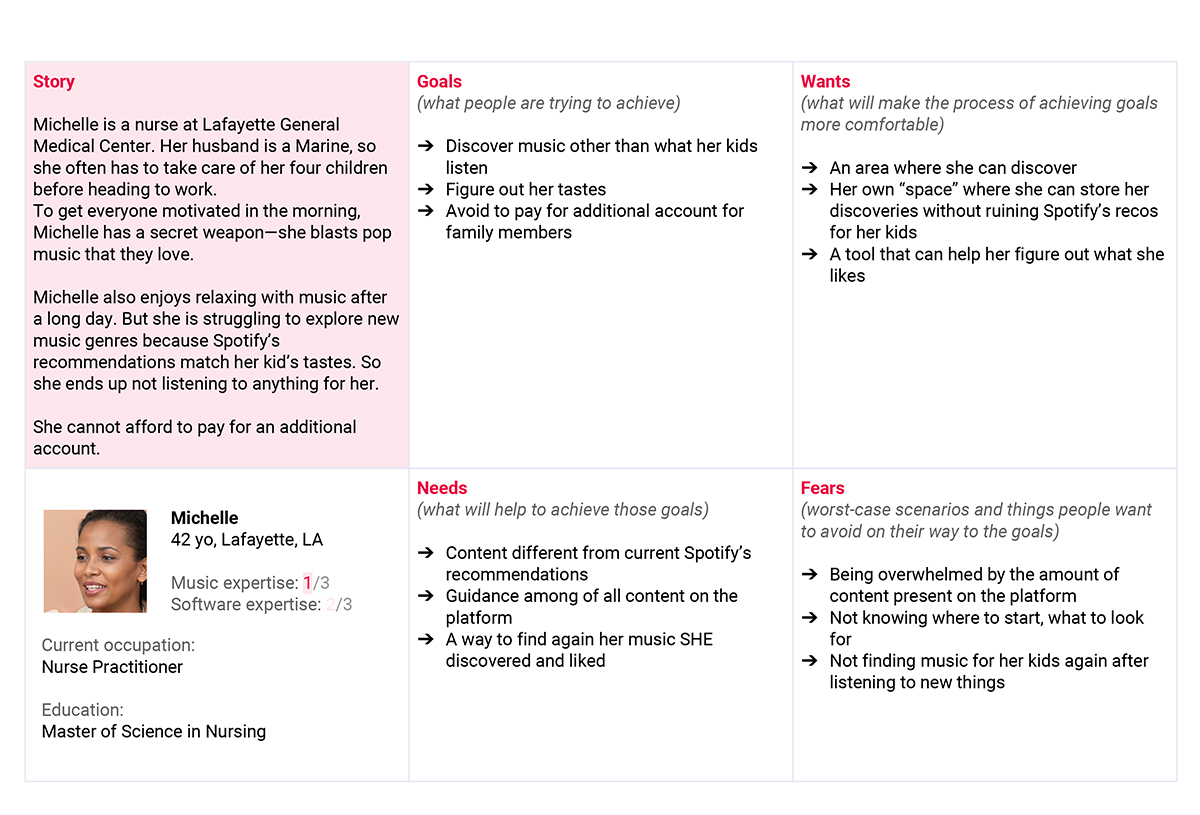 Story
Michelle is a nurse at Lafayette General
Medical Center. Her husband is a Marine, so
she often has to take care of her four children
before heading to work.
To get everyone motivated in the morning,
Michelle has a secret weapon—she blasts pop
music that they love.
Michelle also enjoys relaxing with music after
a long day. But she is struggling to explore new
music genres because Spotify's
recommendations match her kid's tastes. So
she ends up not listening to anything for her.
She cannot afford to pay for an additional
account.
Goals
(what people are trying to achieve)
➔ Discover music other than what her kids
listen
➔ Figure out her tastes
➔ Avoid to pay for additional account for
family members
Wants
(what will make the process of achieving goals
more comfortable)
➔ An area where she can discover
➔ Her own “space” where she can store her
discoveries without ruining Spotify's recos
for her kids
➔ A tool that can help her figure out what she
likes
Michelle
42 yo, Lafayette, LA
Music expertise: 1/3
Software expertise: 2/3
Current occupation:
Nurse Practitioner
Education:
Master of Science in Nursing
Needs
(what will help to achieve those goals)
➔ Content different from current Spotify's
recommendations
➔ Guidance among of all content on the
platform
➔ A way to find again her music SHE
discovered and liked
Fears
(worst-case scenarios and things people want
to avoid on their way to the goals)
➔ Being overwhelmed by the amount of
content present on the platform
➔ Not knowing where to start, what to look
for
➔ Not finding music for her kids again after
listening to new things